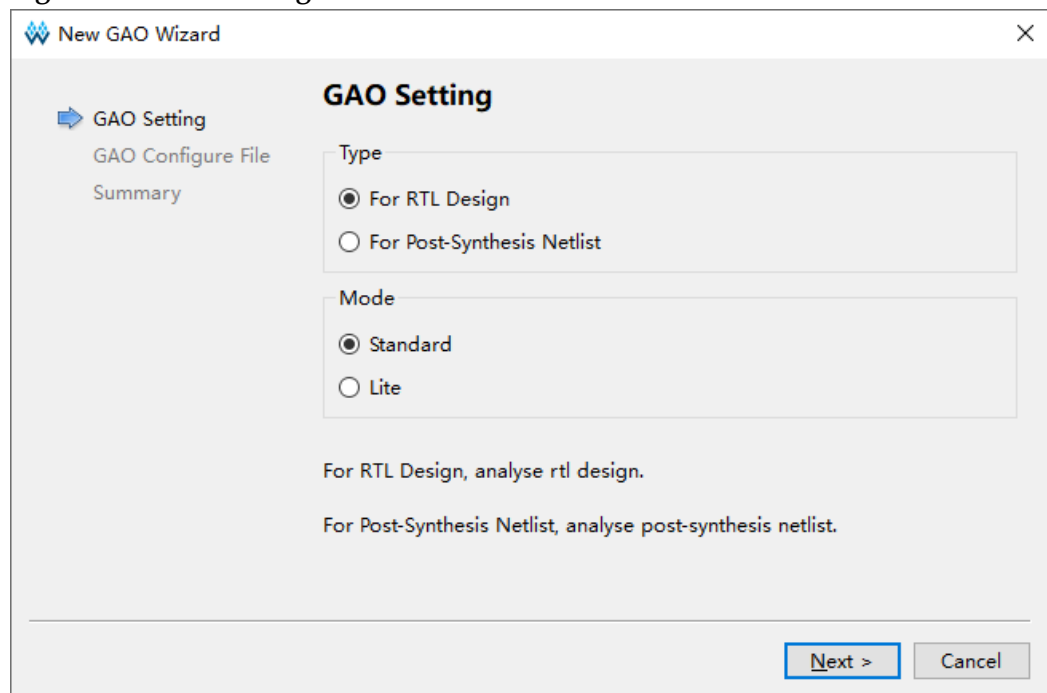 New GAO Wizard
GAO Setting
GAO Configure File
Summary
GAO Setting
Type
For RTL Design
For Post-Synthesis Netlist
Mode
Standard
Lite
For RTL Design, analyse rtl design.
For Post-Synthesis Netlist, analyse post-synthesis netlist.
Next >
Cancel